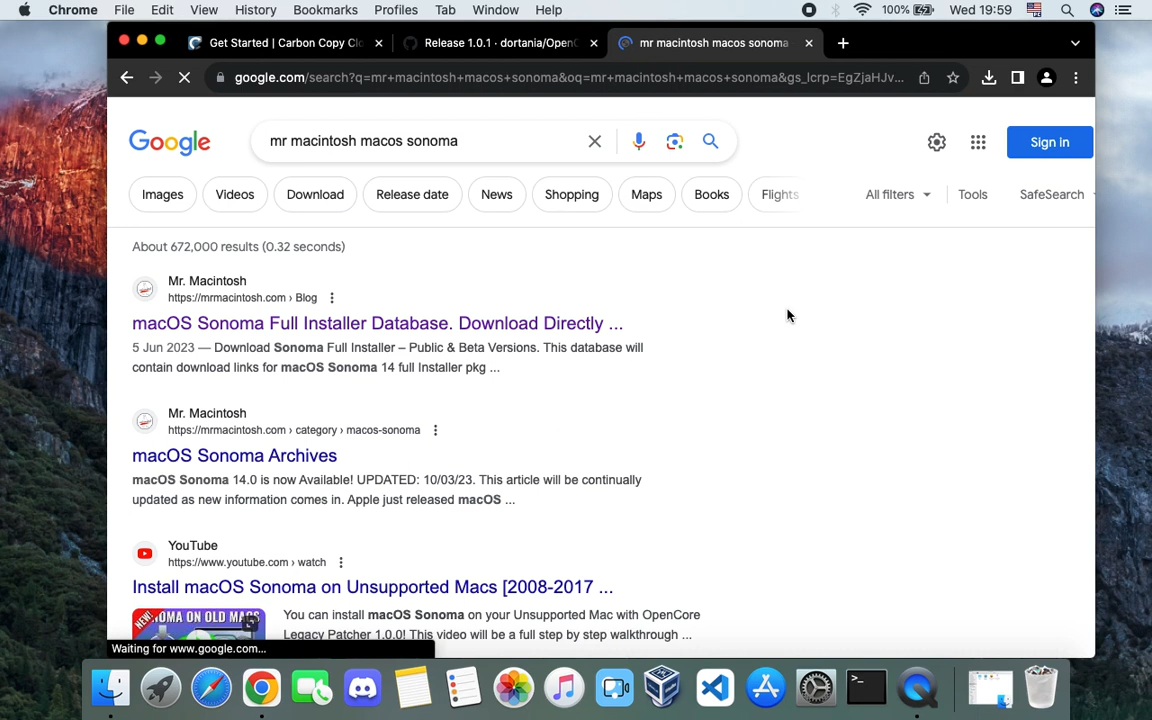 Chrome File Edit View History Bookmarks Profiles Tab Window Help 100% Wed 19:59
Get Started | Carbon Copy Clo Release 1.0.1 · dortania/OpenC mr macintosh macos sonoma
google.com/search?q=mr+macintosh+macos+sonoma&oq=mr+macintosh+macos+sonoma&gs_lcrp=EgZjaHJv...
Google mr macintosh macos sonoma Sign in
Images Videos Download Release date News Shopping Maps Books Flights All filters Tools SafeSearch
About 672,000 results (0.32 seconds)
Mr. Macintosh
https://mrmacintosh.com › Blog
macOS Sonoma Full Installer Database. Download Directly ...
5 Jun 2023 — Download Sonoma Full Installer – Public & Beta Versions. This database will
contain download links for macOS Sonoma 14 full Installer pkg ...
Mr. Macintosh
https://mrmacintosh.com › category › macos-sonoma
macOS Sonoma Archives
macOS Sonoma 14.0 is now Available! UPDATED: 10/03/23. This article will be continually
updated as new information comes in. Apple just released macOS ...
YouTube
https://www.youtube.com › watch
Install macOS Sonoma on Unsupported Macs [2008-2017 ...
NEW! OMA ON OLD MACS
You can install macOS Sonoma on your Unsupported Mac with OpenCore
Legacy Patcher 1.0.0! This video will be a full step by step walkthrough ...
Waiting for www.google.com...